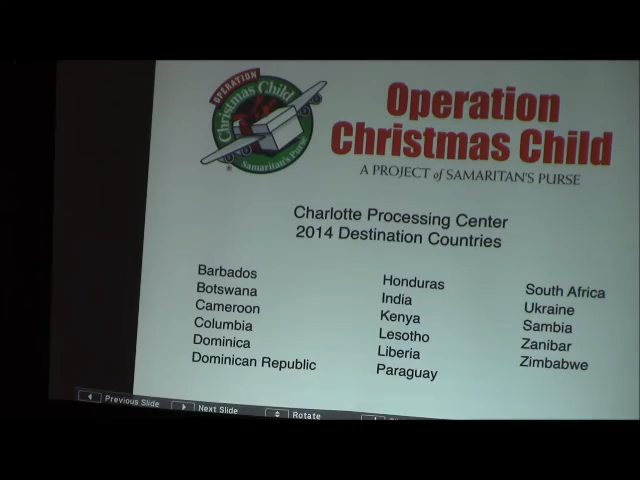 OPERATION
Christmas Child
Samaritan's Purse
Operation
Christmas Child
A PROJECT of SAMARITAN'S PURSE
Charlotte Processing Center
2014 Destination Countries
Barbados
Botswana
Cameroon
Columbia
Dominica
Dominican Republic
Honduras
India
Kenya
Lesotho
Liberia
Paraguay
South Africa
Ukraine
Sambia
Zanibar
Zimbabwe
Previous Slide
Next Slide
Rotate